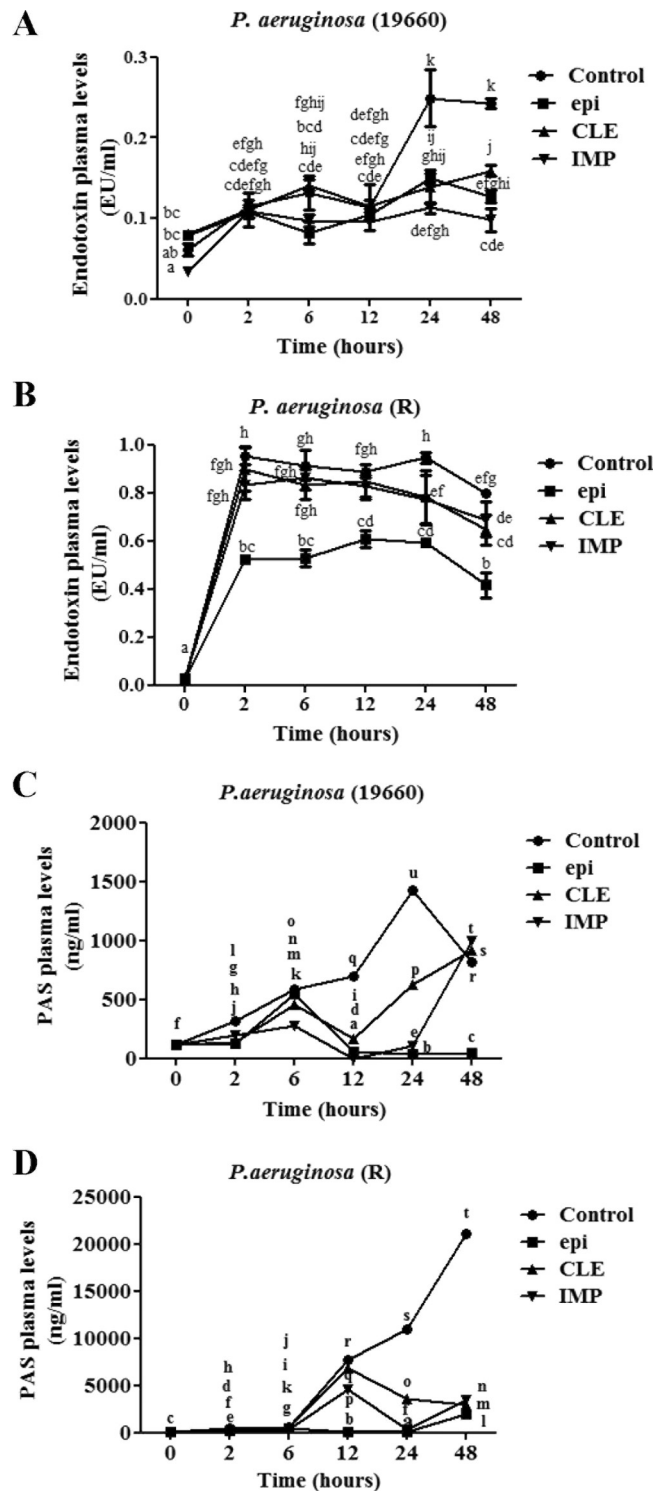 A
P. aeruginosa (19660)
Endotoxin plasma levels
(EU/ml)
0.3
0.2
0.1
0.0
bc
bc
ab
a
efgh
cdefg
cdefgh
fghij
bcd
hij
cde
defgh
cdefg
efgh
cde
k
ij
ghij
defgh
k
j
efghi
cde
0 2 6 12 24 48
Time (hours)
Control
epi
CLE
IMP
B
P. aeruginosa (R)
Endotoxin plasma levels
(EU/ml)
1.0
0.8
0.6
0.4
0.2
0.0
a
h
fgh
fgh
bc
gh
fgh
fgh
bc
fgh
cd
h
ef
cd
efg
de
cd
b
0 2 6 12 24 48
Time (hours)
Control
epi
CLE
IMP
C
P.aeruginosa (19660)
PAS plasma levels
(ng/ml)
2000
1500
1000
500
0
f
l
g
h
j
o
n
m
k
q
i
d
a
u
p
e
b
t
s
r
c
0 2 6 12 24 48
Time (hours)
Control
epi
CLE
IMP
D
P.aeruginosa (R)
PAS plasma levels
(ng/ml)
25000
20000
15000
10000
5000
0
c
h
d
f
e
j
i
k
g
r
q
p
b
s
o
f
a
t
n
m
l
0 2 6 12 24 48
Time (hours)
Control
epi
CLE
IMP